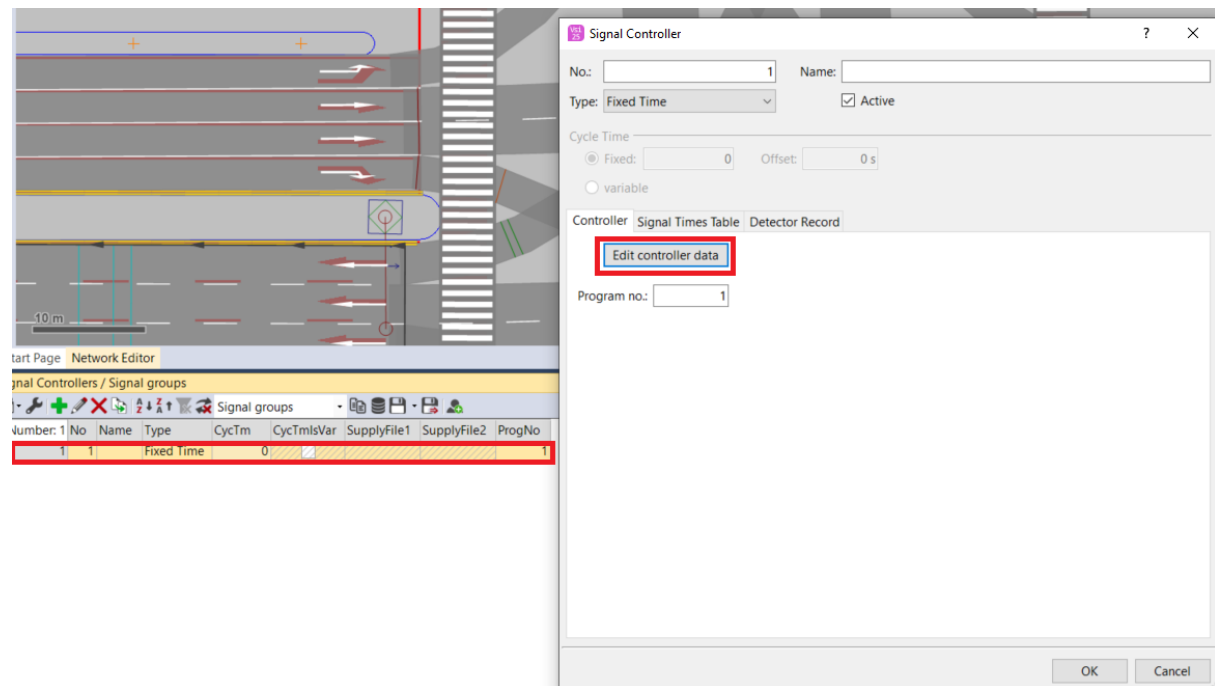 Vis 25 Signal Controller ? ×
No.: 1 Name:
Type: Fixed Time Active
Cycle Time
Fixed: 0 Offset: 0 s
variable
Controller Signal Times Table Detector Record
Edit controller data
Program no.: 1
10 m
tart Page Network Editor
gnal Controllers / Signal groups
Signal groups
Number: 1 No Name Type CycTm CycTmIsVar SupplyFile1 SupplyFile2 ProgNo
1 1 Fixed Time 0 1
OK Cancel